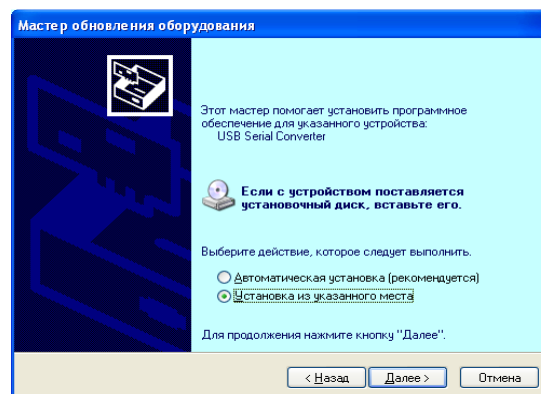 Мастер обновления оборудования
Этот мастер помогает установить программное
обеспечение для указанного устройства:
USB Serial Converter
Если с устройством поставляется
установочный диск, вставьте его.
Выберите действие, которое следует выполнить.
Автоматическая установка (рекомендуется)
Установка из указанного места
Для продолжения нажмите кнопку "Далее".
< Назад Далее > Отмена